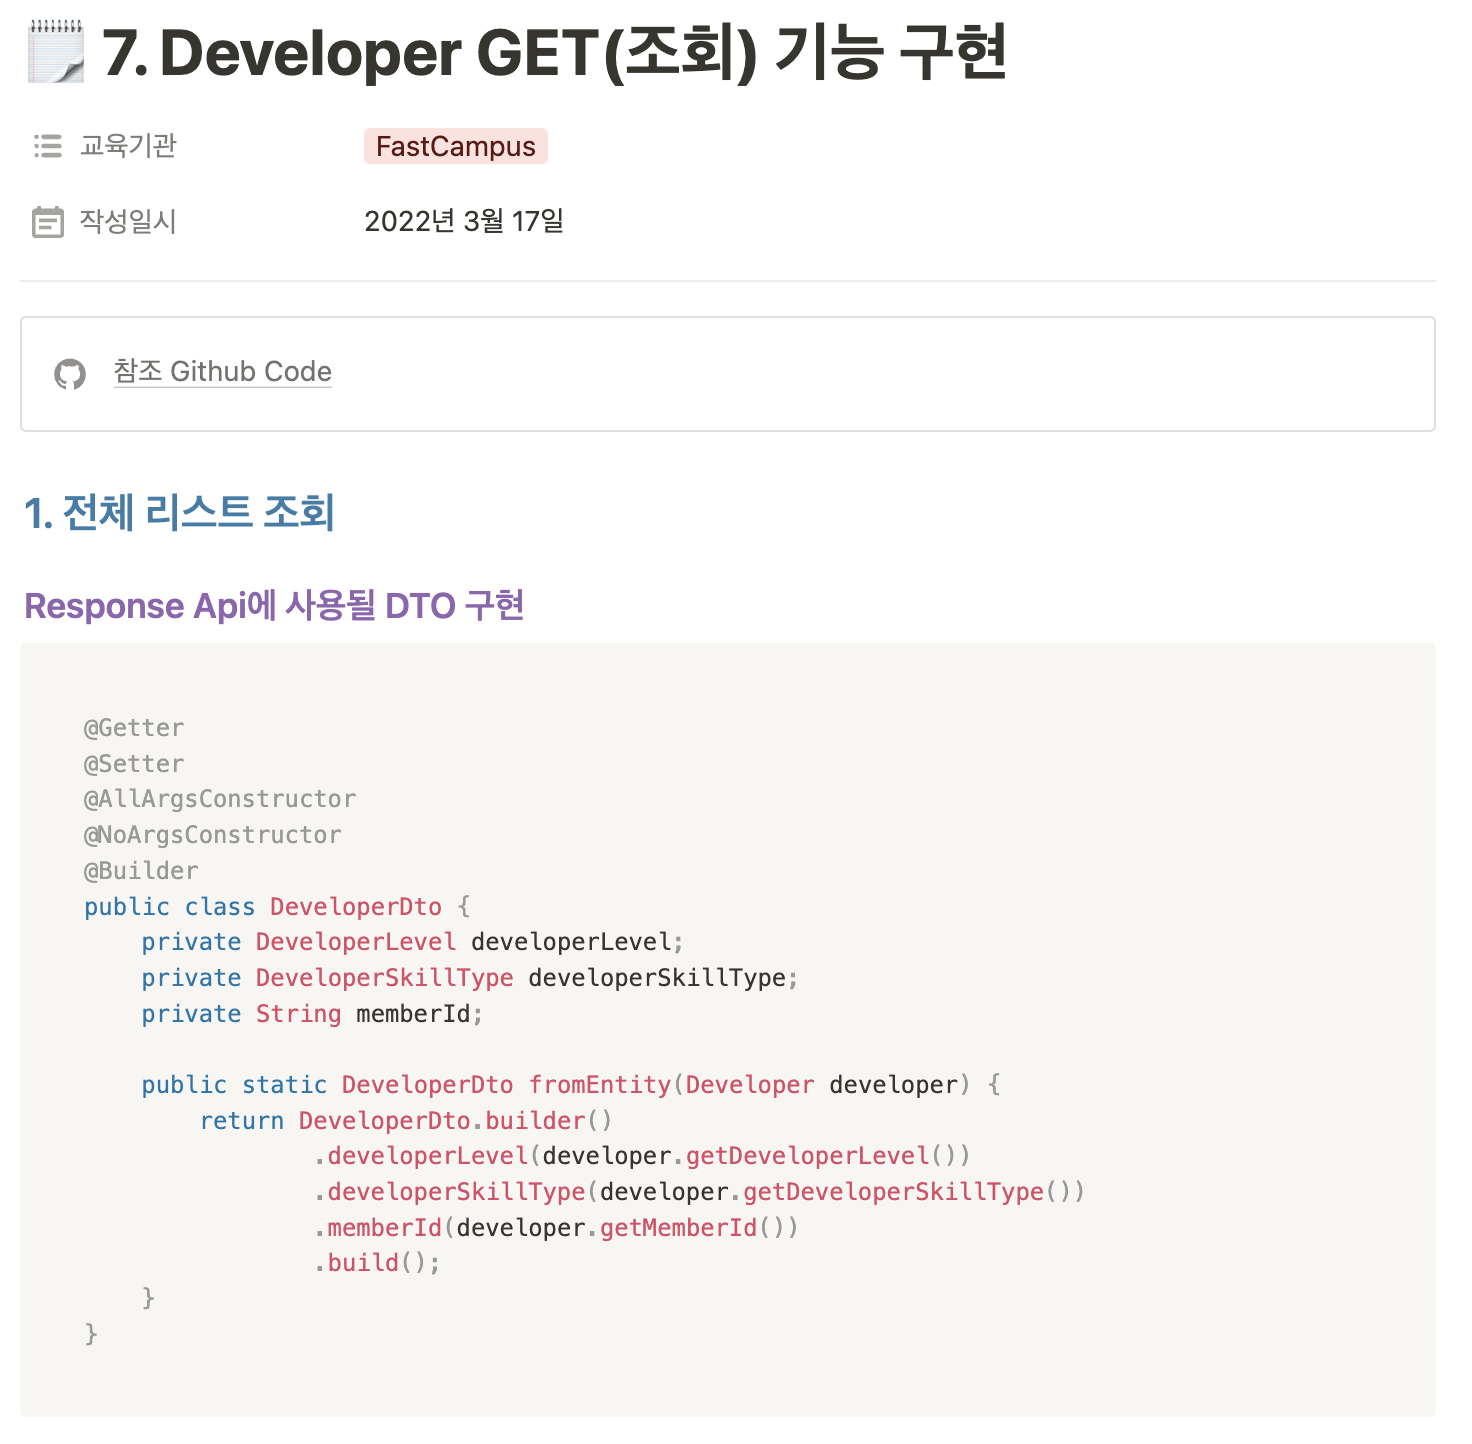 7. Developer GET(조회) 기능 구현
교육기관 FastCampus
작성일시 2022년 3월 17일
참조 Github Code
1. 전체 리스트 조회
Response Api에 사용될 DTO 구현
@Getter
@Setter
@AllArgsConstructor
@NoArgsConstructor
@Builder
public class DeveloperDto {
    private DeveloperLevel developerLevel;
    private DeveloperSkillType developerSkillType;
    private String memberId;

    public static DeveloperDto fromEntity(Developer developer) {
        return DeveloperDto.builder()
                .developerLevel(developer.getDeveloperLevel())
                .developerSkillType(developer.getDeveloperSkillType())
                .memberId(developer.getMemberId())
                .build();
    }
}